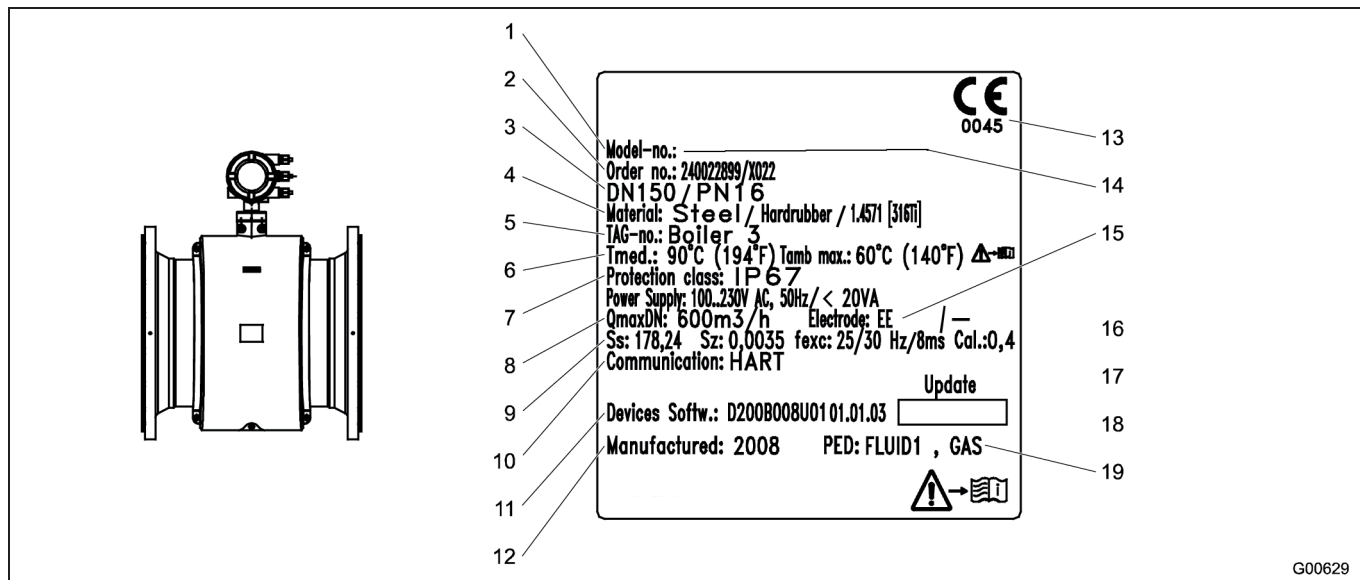 1
2
3
4
5
6
7
8
9
10
11
12
CE
0045
Model-no.:
Order no.: 240022899/X022
DN150/PN16
Material: Steel / Hardrubber / 1.4571 [316Ti]
TAG-no.: Boiler 3
Tmed.: 90°C (194°F) Tamb max.: 60°C (140°F)
Protection class: IP67
Power Supply: 100..230V AC, 50Hz/ < 20VA
QmaxDN: 600m3/h Electrode: EE / —
Ss: 178,24 Sz: 0,0035 fexc: 25/30 Hz/8ms Cal.:0,4
Communication: HART
Update
Devices Softw.: D200B008U01 01.01.03
Manufactured: 2008 PED: FLUID1 , GAS
13
14
15
16
17
18
19
G00629